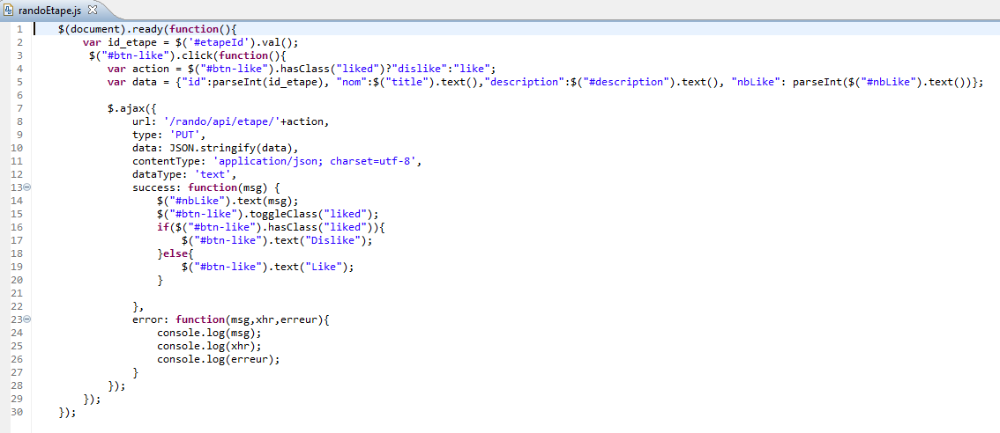 randoEtape.js
1 $(document).ready(function(){
2 var id_etape = $('#etapeId').val();
3 $("#btn-like").click(function(){
4 var action = $("#btn-like").hasClass("liked")?"dislike":"like";
5 var data = {"id":parseInt(id_etape), "nom":$("title").text(),"description":$("#description").text(), "nbLike": parseInt($("#nbLike").text())};
6
7 $.ajax({
8 url: '/rando/api/etape/'+action,
9 type: 'PUT',
10 data: JSON.stringify(data),
11 contentType: 'application/json; charset=utf-8',
12 dataType: 'text',
13 success: function(msg) {
14 $("#nbLike").text(msg);
15 $("#btn-like").toggleClass("liked");
16 if($("#btn-like").hasClass("liked")){
17 $("#btn-like").text("Dislike");
18 }else{
19 $("#btn-like").text("Like");
20 }
21
22 },
23 error: function(msg,xhr,erreur){
24 console.log(msg);
25 console.log(xhr);
26 console.log(erreur);
27 }
28 });
29 });
30 });